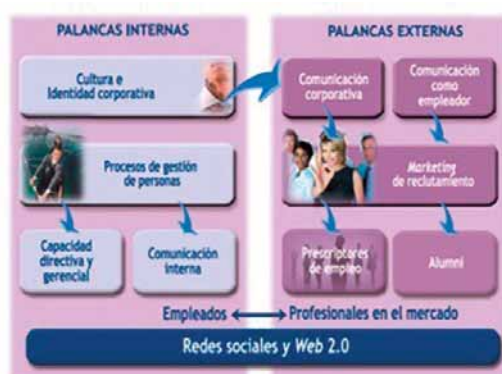 PALANCAS INTERNAS
Cultura e
Identidad corporativa
Procesos de gestión
de personas
Capacidad
directiva y
gerencial
Comunicación
interna
PALANCAS EXTERNAS
Comunicación
corporativa
Comunicación
como
empleador
Marketing
de reclutamiento
Prescriptores
de empleo
Alumni
Empleados
Profesionales en el mercado
Redes sociales y Web 2.0